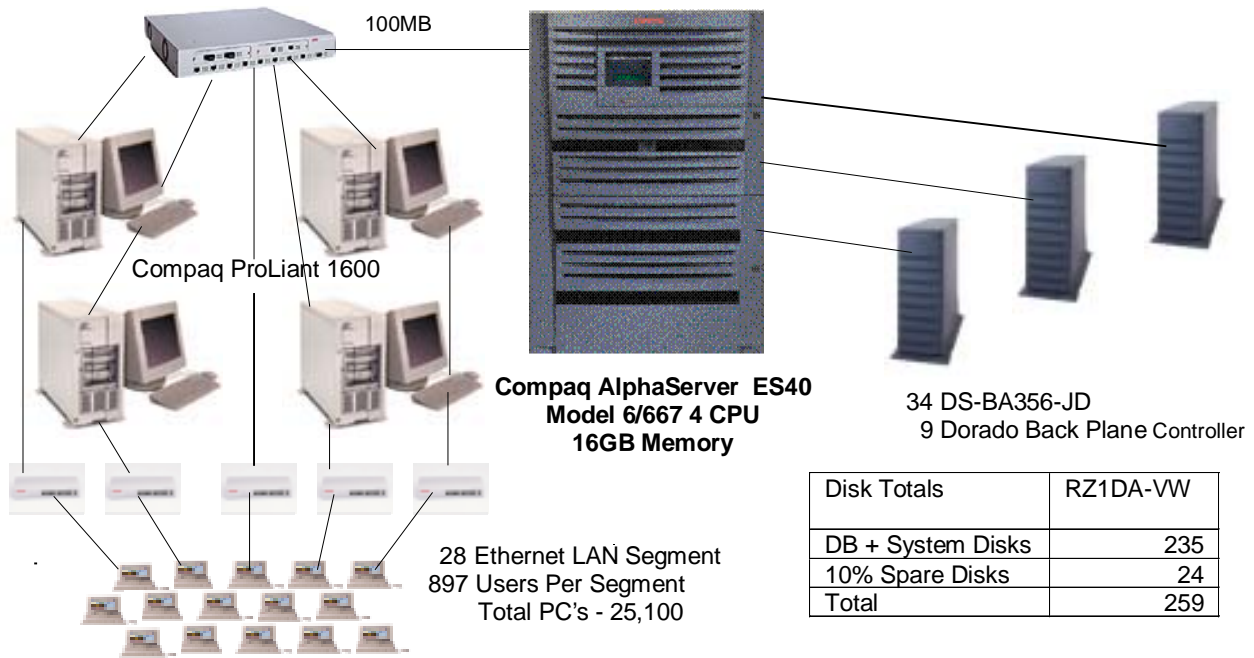 100MB
Compaq ProLiant 1600
Compaq AlphaServer ES40
Model 6/667 4 CPU
16GB Memory
34 DS-BA356-JD
9 Dorado Back Plane Controller
28 Ethernet LAN Segment
897 Users Per Segment
Total PC's - 25,100
Disk Totals RZ1DA-VW
DB + System Disks 235
10% Spare Disks 24
Total 259